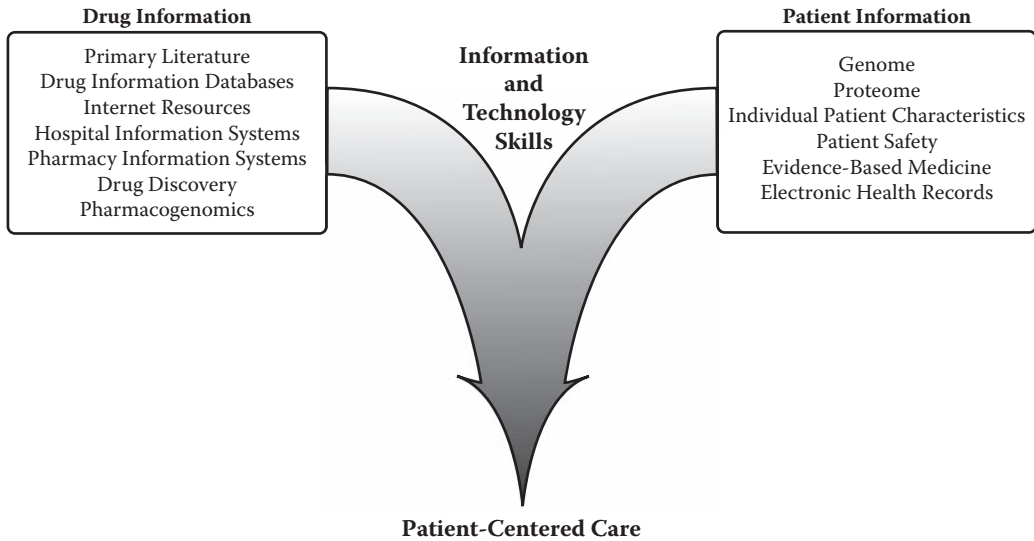 Drug Information
Primary Literature
Drug Information Databases
Internet Resources
Hospital Information Systems
Pharmacy Information Systems
Drug Discovery
Pharmacogenomics
Information
and
Technology
Skills
Patient Information
Genome
Proteome
Individual Patient Characteristics
Patient Safety
Evidence-Based Medicine
Electronic Health Records
Patient-Centered Care